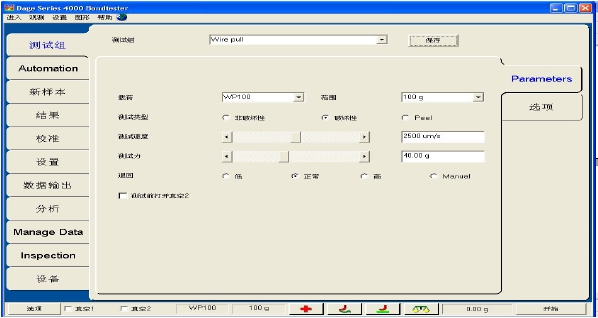 Dage Series 4000 Bondtester
进入 观测 设置 图形 帮助
测试组
Automation
新样本
结果
校准
设置
数据输出
分析
Manage Data
Inspection
设备
测试组 Wire pull 保存
Parameters
选项
载荷 WP100 范围 100 g
测试类型 非破坏性 破坏性 Peel
测试速度 2500 um/s
测试力 40.00 g
退回 低 正常 高 Manual
测试前打开真空2
选项 真空1 真空2 WP100 100 g 0.00 g 开始